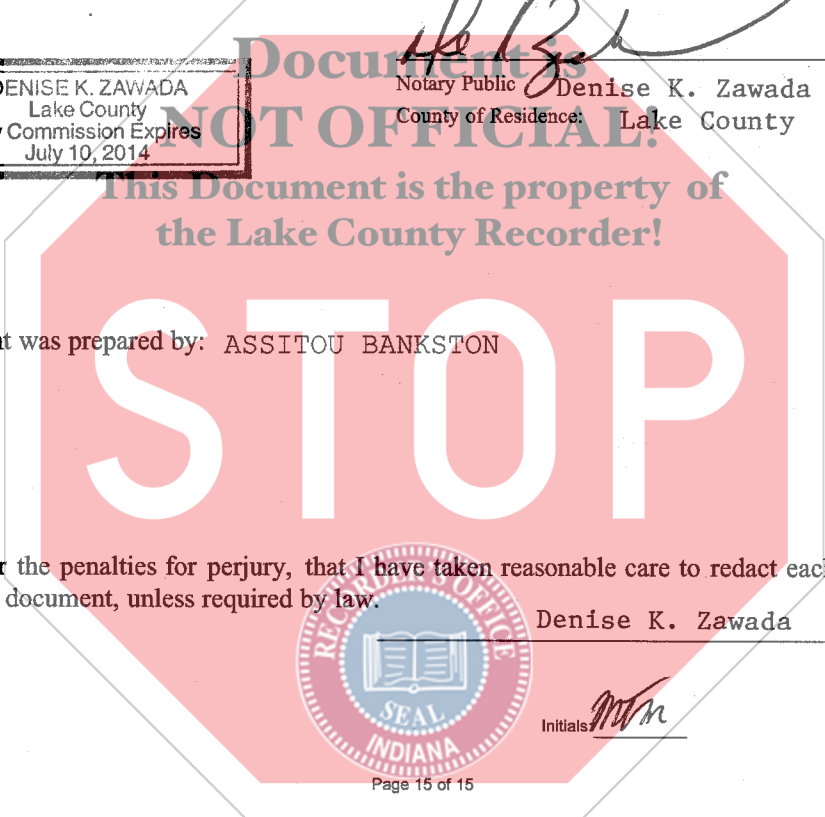 Document is
NOT OFFICIAL!
This Document is the property of
the Lake County Recorder!
DENISE K. ZAWADA
Lake County
Commission Expires
July 10, 2014
Notary Public Denise K. Zawada
County of Residence: Lake County
STOP
was prepared by: ASSITOU BANKSTON
the penalties for perjury, that I have taken reasonable care to redact each
document, unless required by law.
Denise K. Zawada
RECORDER'S OFFICE
SEAL
INDIANA
Initials: MTM
Page 15 of 15